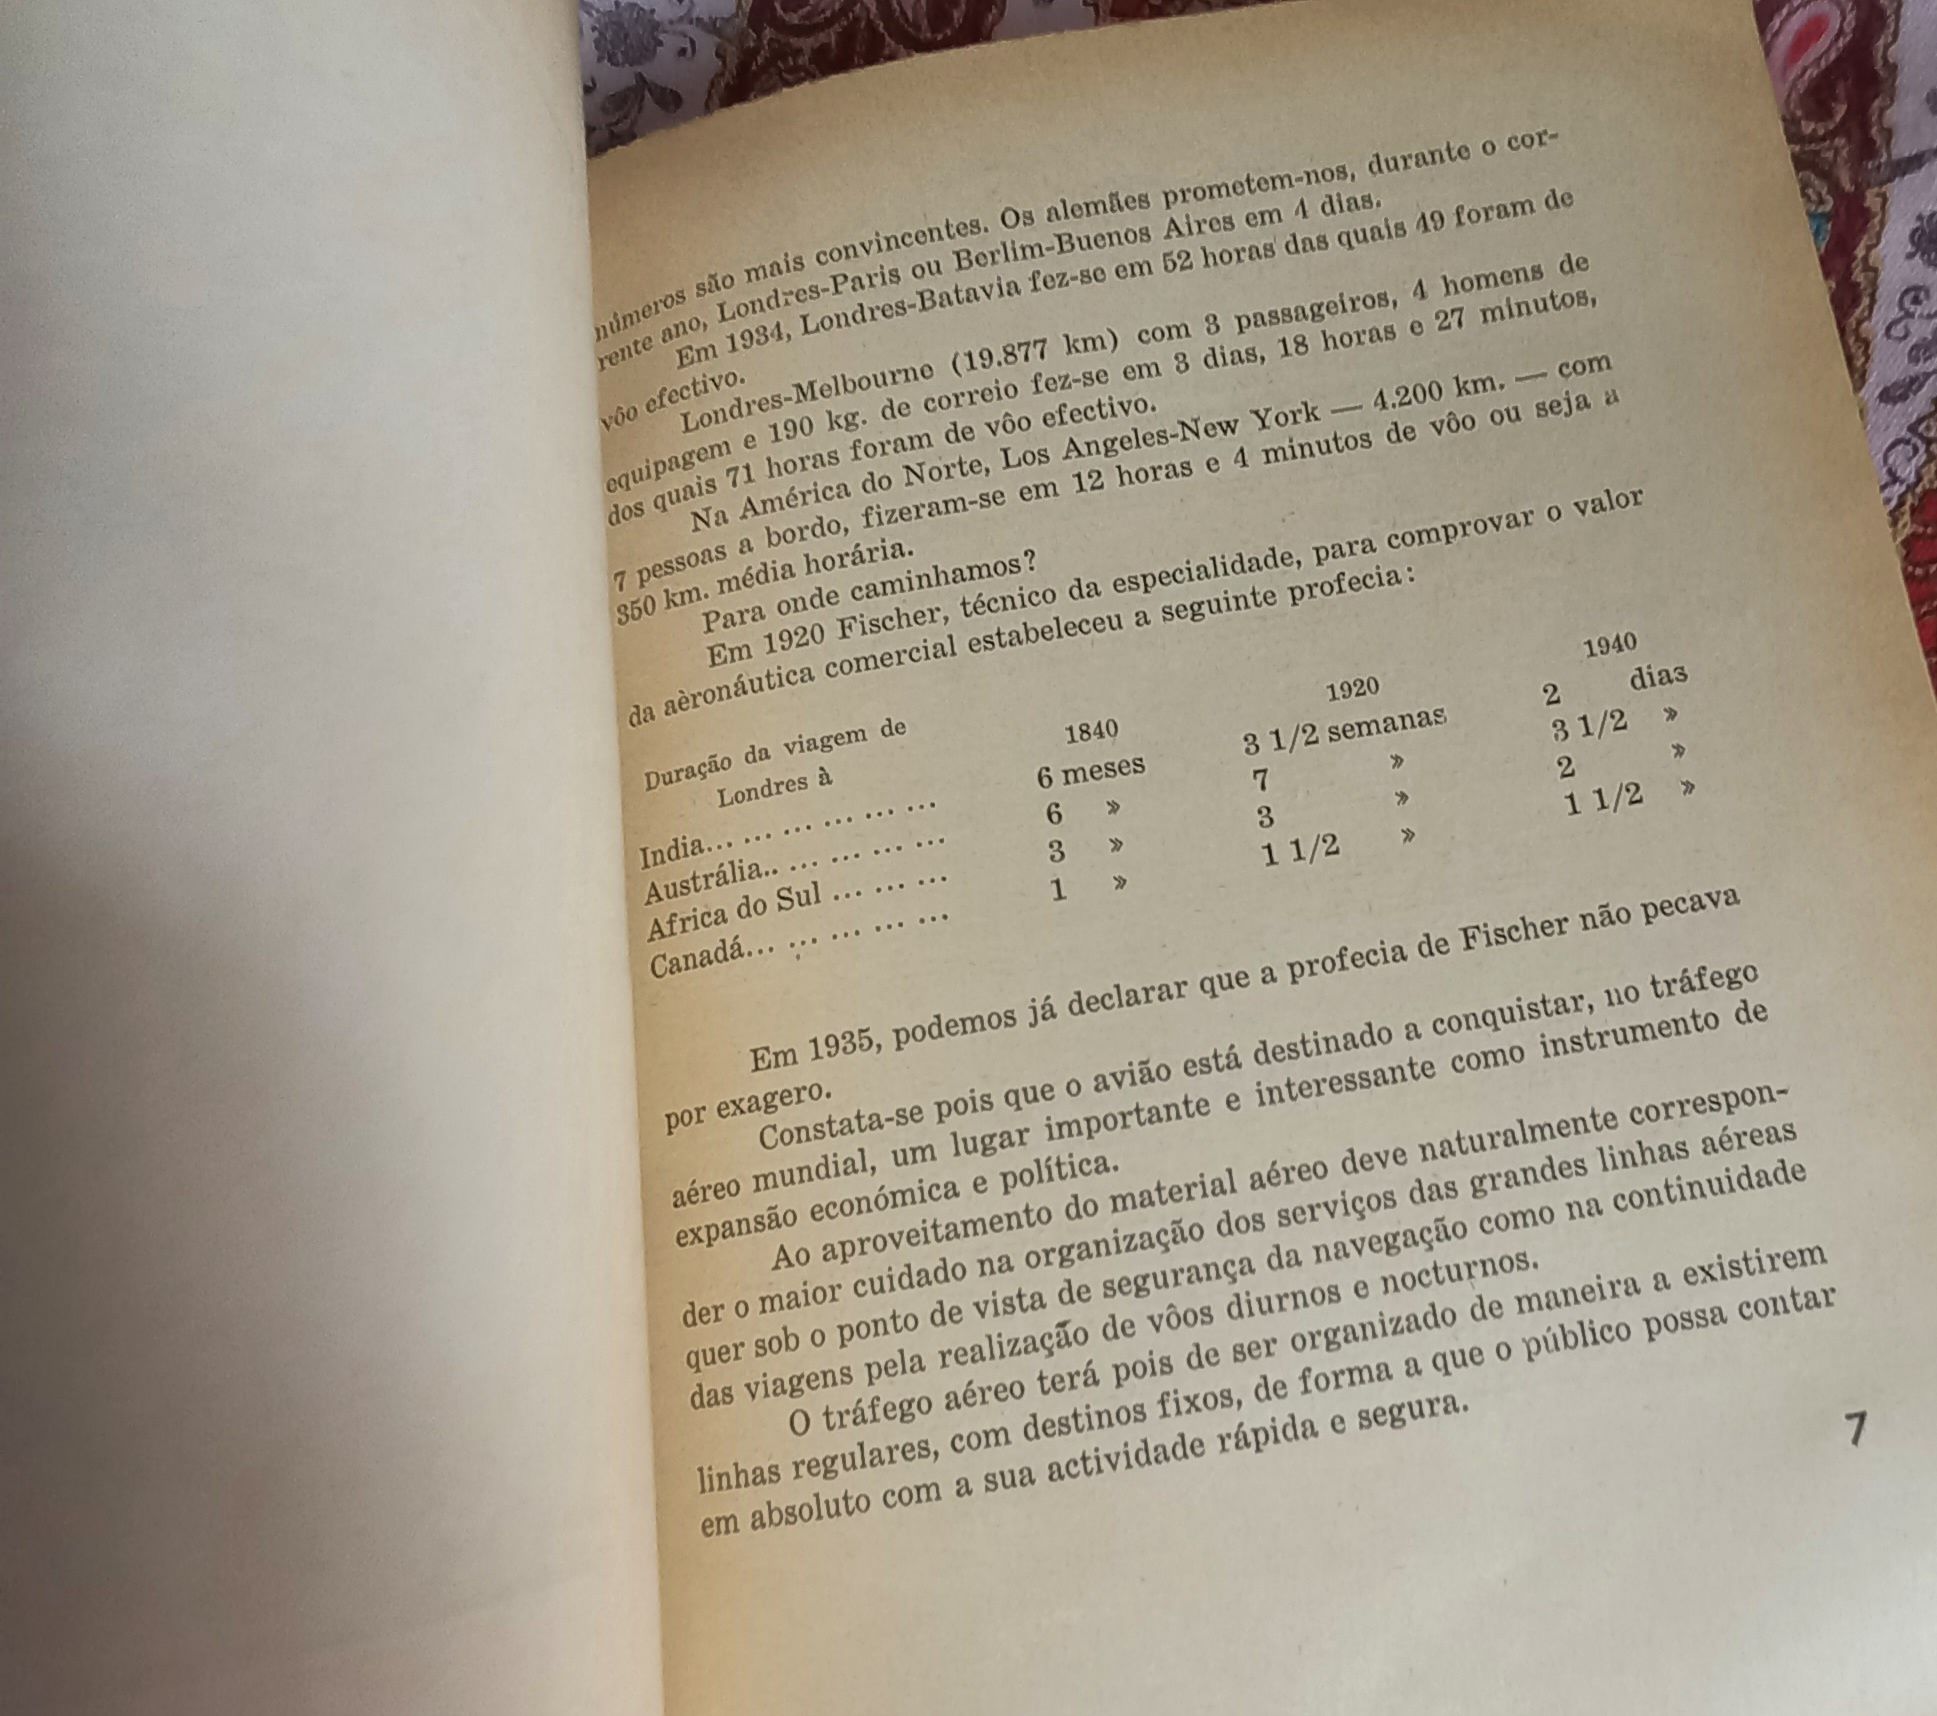 números são mais convincentes. Os alemães prometem-nos, durante o cor-
rente ano, Londres-Paris ou Berlim-Buenos Aires em 4 dias.
Em 1934, Londres-Batavia fez-se em 52 horas das quais 49 foram de
vôo efectivo.
Londres-Melbourne (19.877 km) com 3 passageiros, 4 homens de
equipagem e 190 kg. de correio fez-se em 3 dias, 18 horas e 27 minutos,
dos quais 71 horas foram de vôo efectivo.
Na América do Norte, Los Angeles-New York — 4.200 km. — com
7 pessoas a bordo, fizeram-se em 12 horas e 4 minutos de vôo ou seja a
350 km. média horária.
Para onde caminhamos?
Em 1920 Fischer, técnico da especialidade, para comprovar o valor
da aèronáutica comercial estabeleceu a seguinte profecia:
Duração da viagem de
Londres à 1840 1920 1940
India... ... ... ... ... ... 6 meses 3 1/2 semanas 2 dias
Austrália.. ... ... ... ... 6 » 7 » 3 1/2 »
Africa do Sul ... ... ... 3 » 3 » 2 »
Canadá... ... ... ... ... 1 » 1 1/2 » 1 1/2 »
Em 1935, podemos já declarar que a profecia de Fischer não pecava
por exagero.
Constata-se pois que o avião está destinado a conquistar, no tráfego
aéreo mundial, um lugar importante e interessante como instrumento de
expansão económica e política.
Ao aproveitamento do material aéreo deve naturalmente correspon-
der o maior cuidado na organização dos serviços das grandes linhas aéreas
quer sob o ponto de vista de segurança da navegação como na continuidade
das viagens pela realização de vôos diurnos e nocturnos.
O tráfego aéreo terá pois de ser organizado de maneira a existirem
linhas regulares, com destinos fixos, de forma a que o público possa contar
em absoluto com a sua actividade rápida e segura.
7